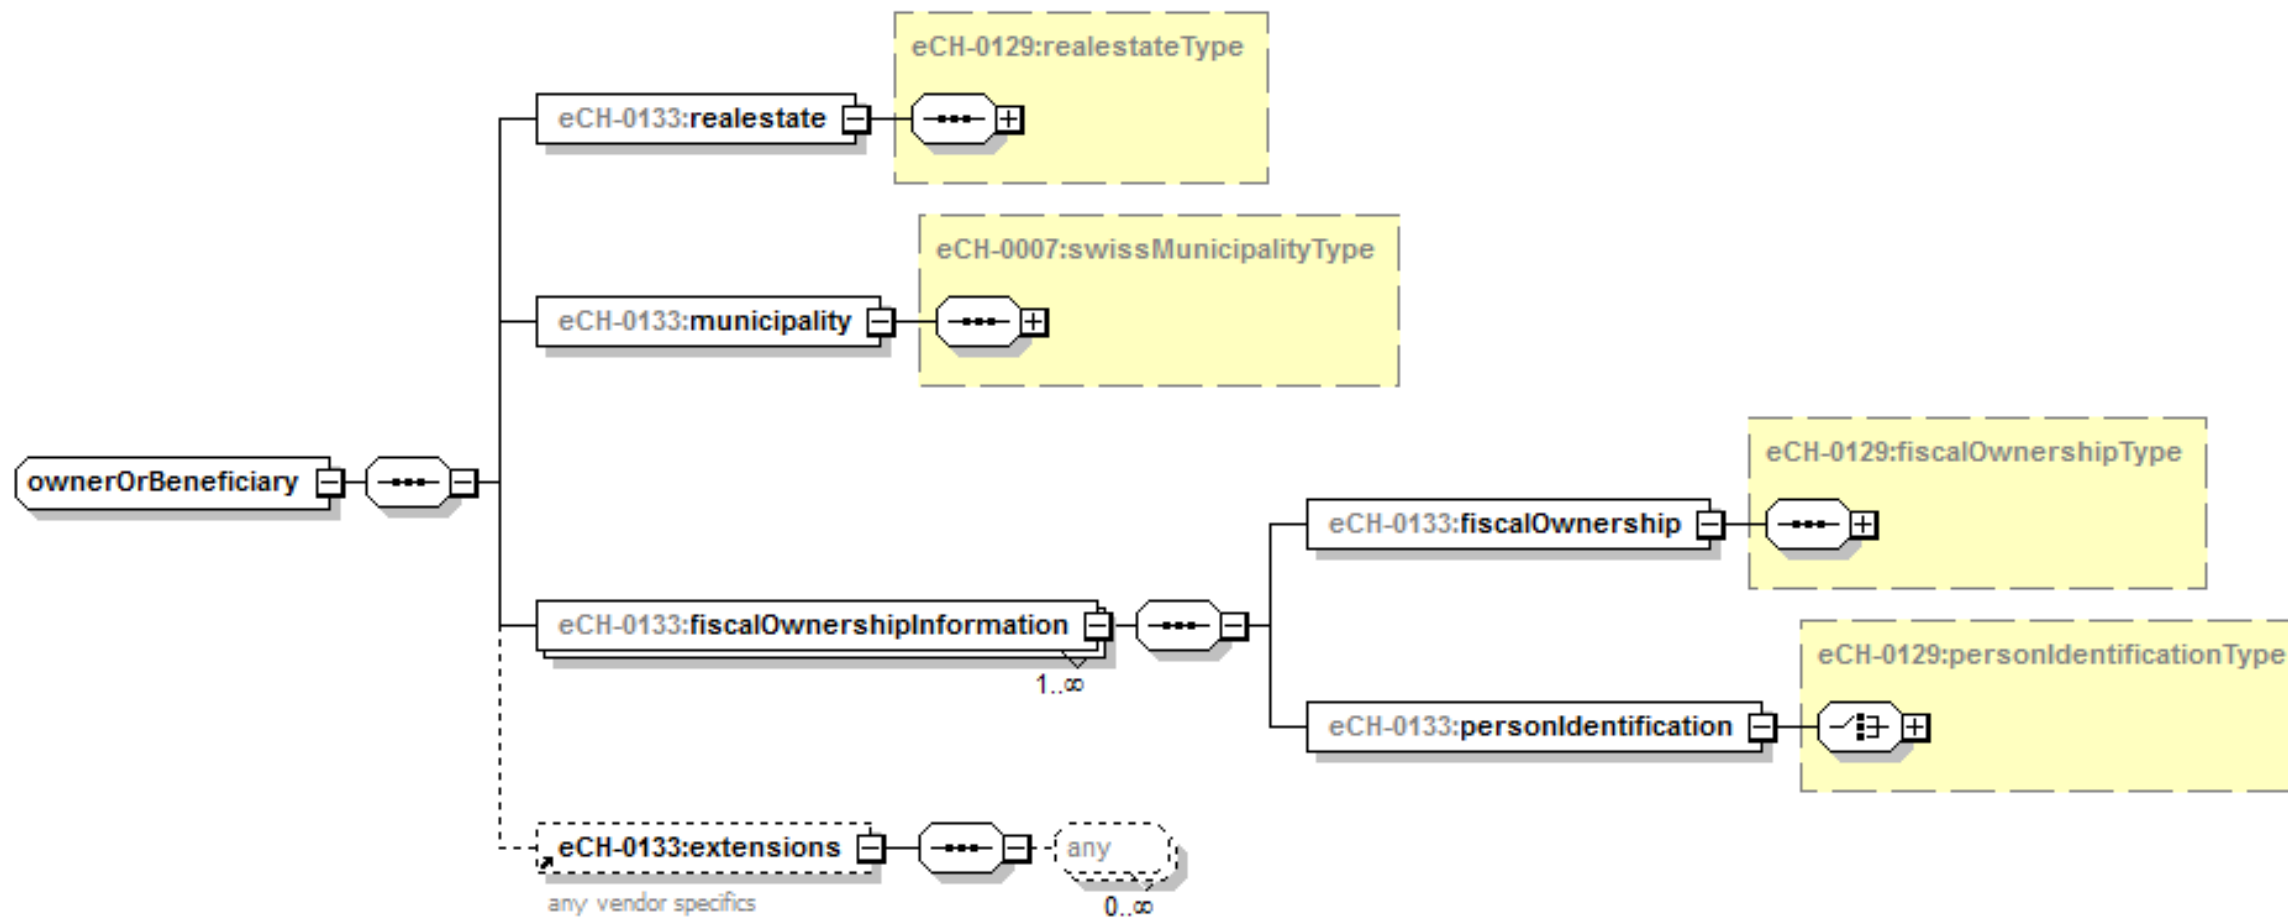 eCH-0129:realestateType
eCH-0133:realestate
eCH-0007:swissMunicipalityType
eCH-0133:municipality
eCH-0129:fiscalOwnershipType
ownerOrBeneficiary
eCH-0133:fiscalOwnership
eCH-0133:fiscalOwnershipInformation
1..∞
eCH-0129:personIdentificationType
eCH-0133:personIdentification
eCH-0133:extensions
any
any vendor specifics
0..∞